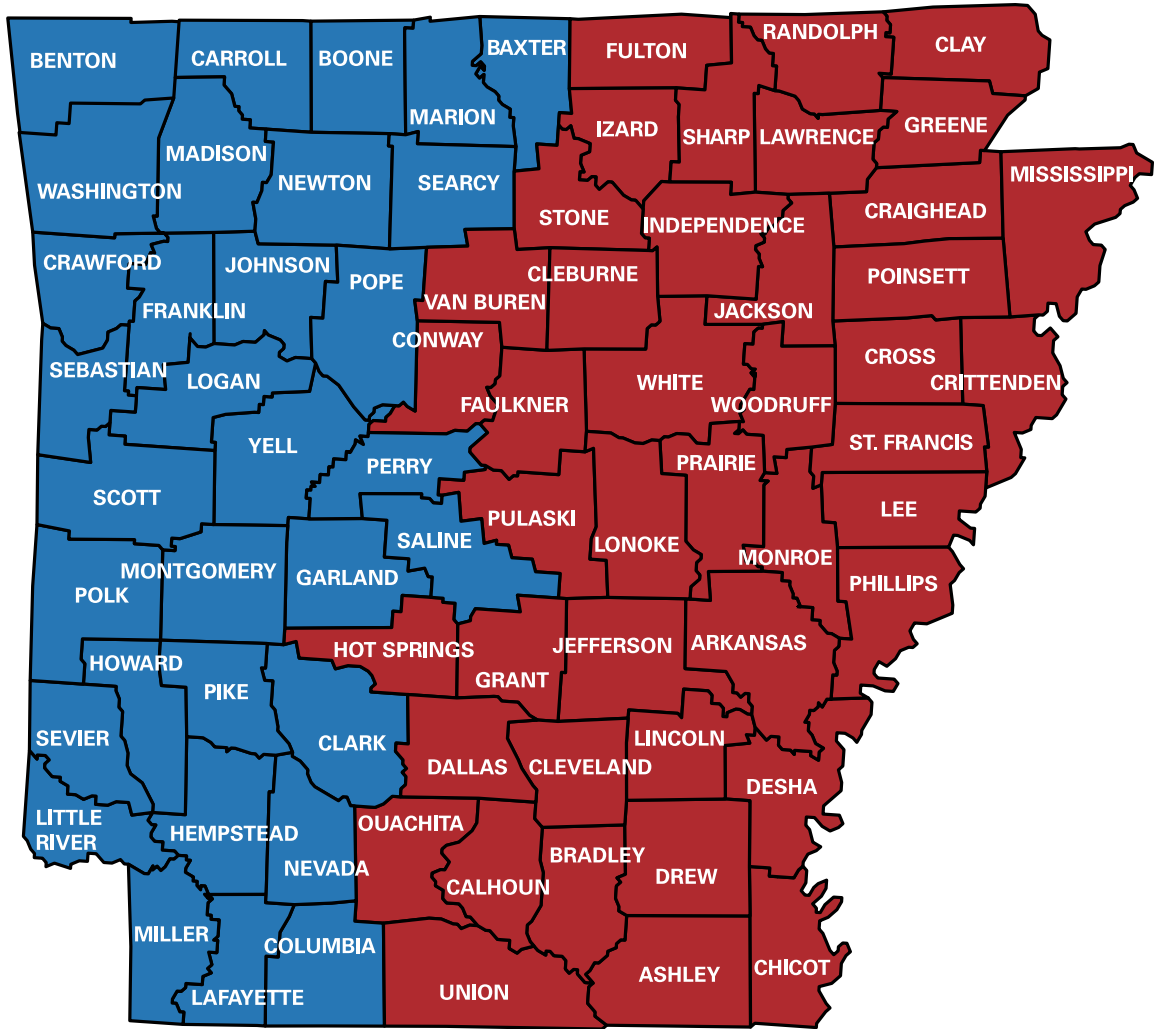 BENTON
CARROLL
BOONE
BAXTER
FULTON
RANDOLPH
CLAY
MARION
IZARD
SHARP
LAWRENCE
GREENE
MADISON
WASHINGTON
NEWTON
SEARCY
STONE
INDEPENDENCE
CRAIGHEAD
MISSISSIPPI
CRAWFORD
JOHNSON
POPE
CLEBURNE
POINSETT
FRANKLIN
VAN BUREN
JACKSON
CONWAY
SEBASTIAN
LOGAN
FAULKNER
WHITE
WOODRUFF
CROSS
CRITTENDEN
YELL
PERRY
PRAIRIE
ST. FRANCIS
SCOTT
SALINE
PULASKI
LONOKE
MONROE
LEE
POLK
MONTGOMERY
GARLAND
PHILLIPS
HOWARD
PIKE
HOT SPRINGS
GRANT
JEFFERSON
ARKANSAS
SEVIER
CLARK
DALLAS
CLEVELAND
LINCOLN
DESHA
LITTLE
RIVER
HEMPSTEAD
NEVADA
OUACHITA
CALHOUN
BRADLEY
DREW
MILLER
LAFAYETTE
COLUMBIA
UNION
ASHLEY
CHICOT